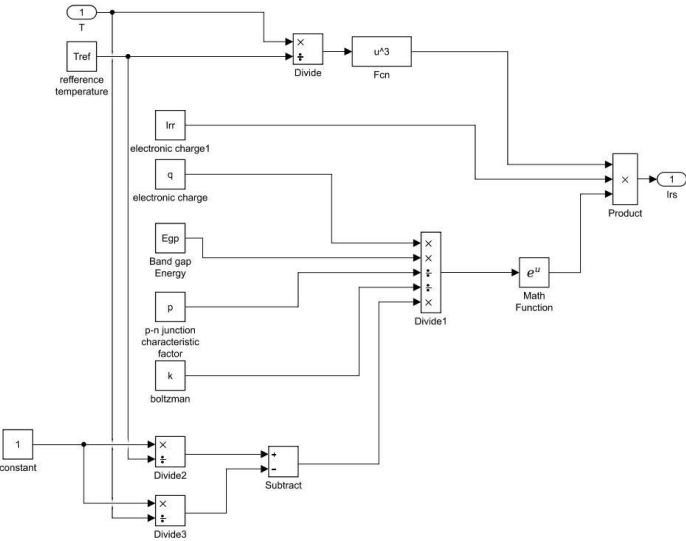 1
T
Tref
refference
temperature
×
÷
Divide
u^3
Fcn
Irr
electronic charge1
q
electronic charge
Egp
Band gap
Energy
p
p-n junction
characteristic
factor
k
boltzman
×
×
÷
÷
×
Divide1
e^u
Math
Function
×
Product
1
Irs
1
constant
×
÷
Divide2
+
-
Subtract
×
÷
Divide3